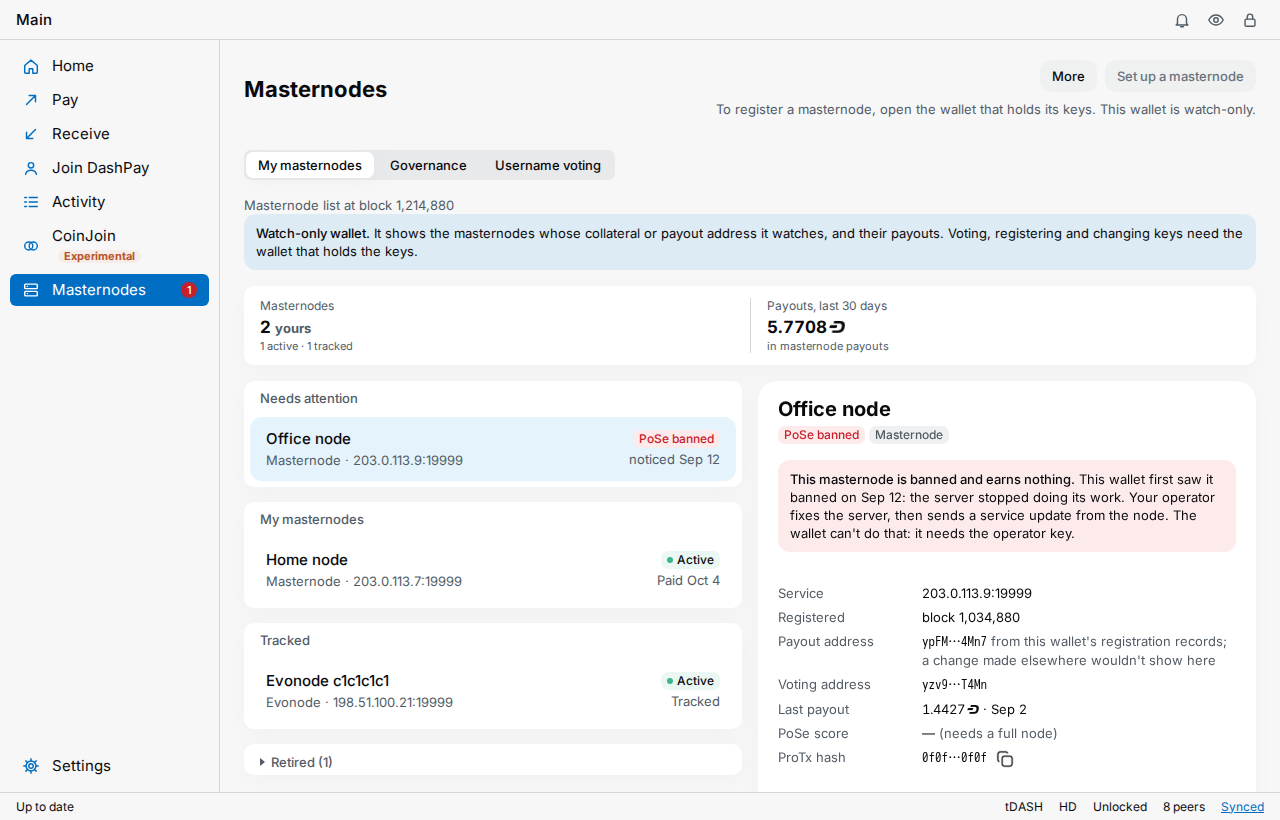 Main
Home
Pay
Receive
Join DashPay
Activity
CoinJoin
Experimental
Masternodes
1
Settings
Masternodes
More
Set up a masternode
To register a masternode, open the wallet that holds its keys. This wallet is watch-only.
My masternodes
Governance
Username voting
Masternode list at block 1,214,880
Watch-only wallet. It shows the masternodes whose collateral or payout address it watches, and their payouts. Voting, registering and changing keys need the
wallet that holds the keys.
Masternodes
2 yours
1 active · 1 tracked
Payouts, last 30 days
5.7708
in masternode payouts
Needs attention
Office node
PoSe banned
Masternode · 203.0.113.9:19999
noticed Sep 12
My masternodes
Home node
Active
Masternode · 203.0.113.7:19999
Paid Oct 4
Tracked
Evonode c1c1c1c1
Active
Evonode · 198.51.100.21:19999
Tracked
Retired (1)
Office node
PoSe banned
Masternode
This masternode is banned and earns nothing. This wallet first saw it
banned on Sep 12: the server stopped doing its work. Your operator
fixes the server, then sends a service update from the node. The
wallet can't do that: it needs the operator key.
Service
203.0.113.9:19999
Registered
block 1,034,880
Payout address
ypFM···4Mn7 from this wallet's registration records;
a change made elsewhere wouldn't show here
Voting address
yzv9···T4Mn
Last payout
1.4427 · Sep 2
PoSe score
— (needs a full node)
ProTx hash
0f0f···0f0f
Up to date
tDASH
HD
Unlocked
8 peers
Synced